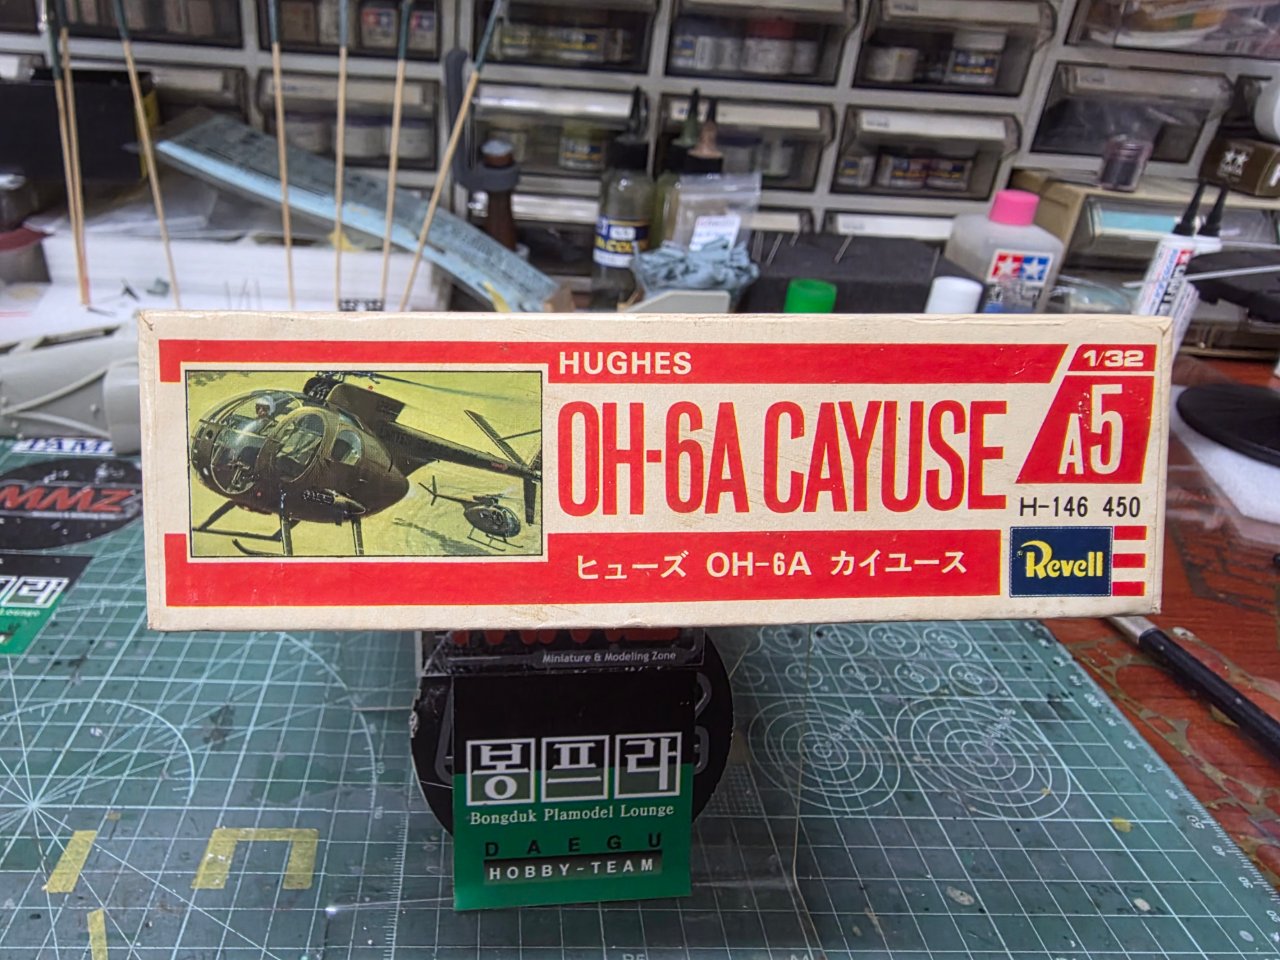 HUGHES
1/32
OH-6A CAYUSE
A5
H-146 450
ヒューズ OH-6A カイユース
Revell
MMZ
Miniature & Modeling Zone
봉프라
Bongduk Plamodel Lounge
DAEGU
HOBBY-TEAM